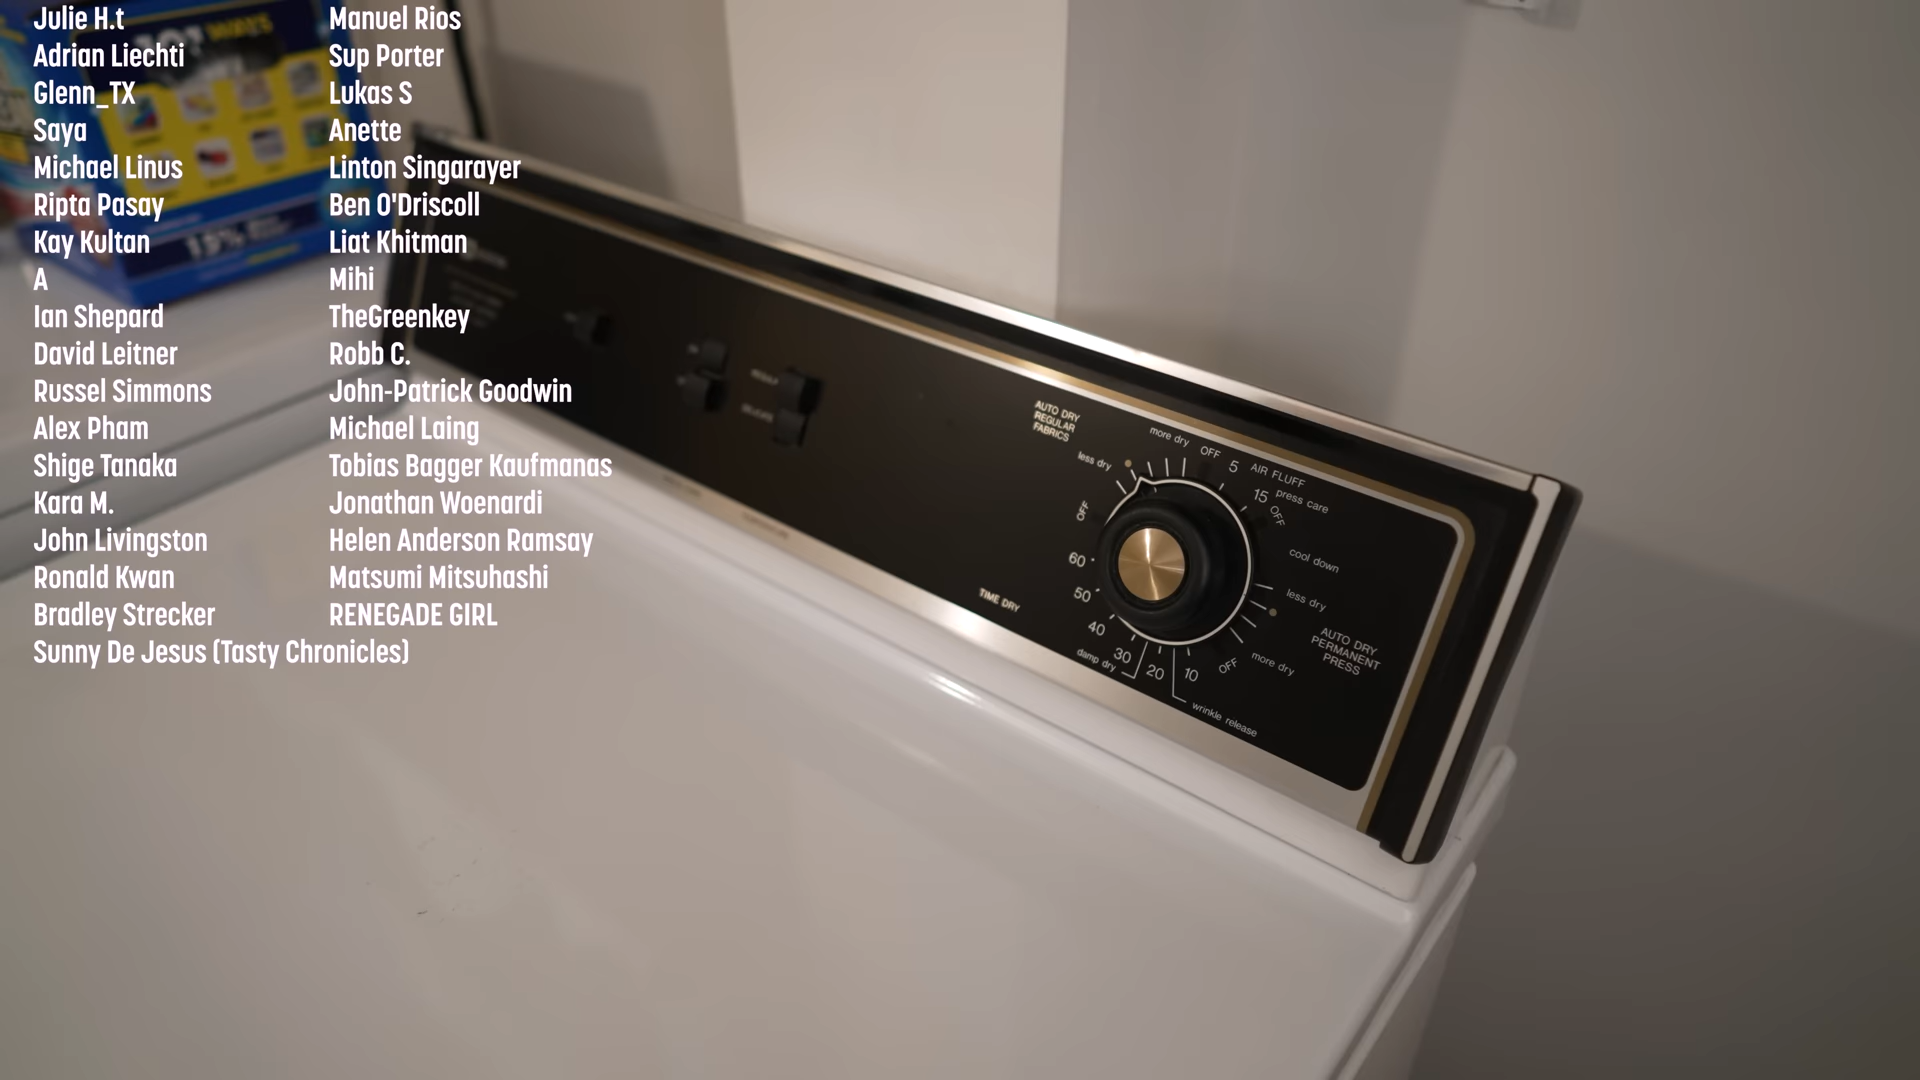 Julie H.t
Adrian Liechti
Glenn_TX
Saya
Michael Linus
Ripta Pasay
Kay Kultan
A
Ian Shepard
David Leitner
Russel Simmons
Alex Pham
Shige Tanaka
Kara M.
John Livingston
Ronald Kwan
Bradley Strecker
Sunny De Jesus (Tasty Chronicles)
Manuel Rios
Sup Porter
Lukas S
Anette
Linton Singarayer
Ben O'Driscoll
Liat Khitman
Mihi
TheGreenkey
Robb C.
John-Patrick Goodwin
Michael Laing
Tobias Bagger Kaufmanas
Jonathan Woenardi
Helen Anderson Ramsay
Matsumi Mitsuhashi
RENEGADE GIRL
AUTO DRY
REGULAR
FABRICS
less dry
more dry
OFF
5
AIR FLUFF
15
press care
OFF
cool down
less dry
AUTO DRY
PERMANENT
PRESS
more dry
OFF
wrinkle release
10
20
30
damp dry
40
50
60
OFF
TIME DRY